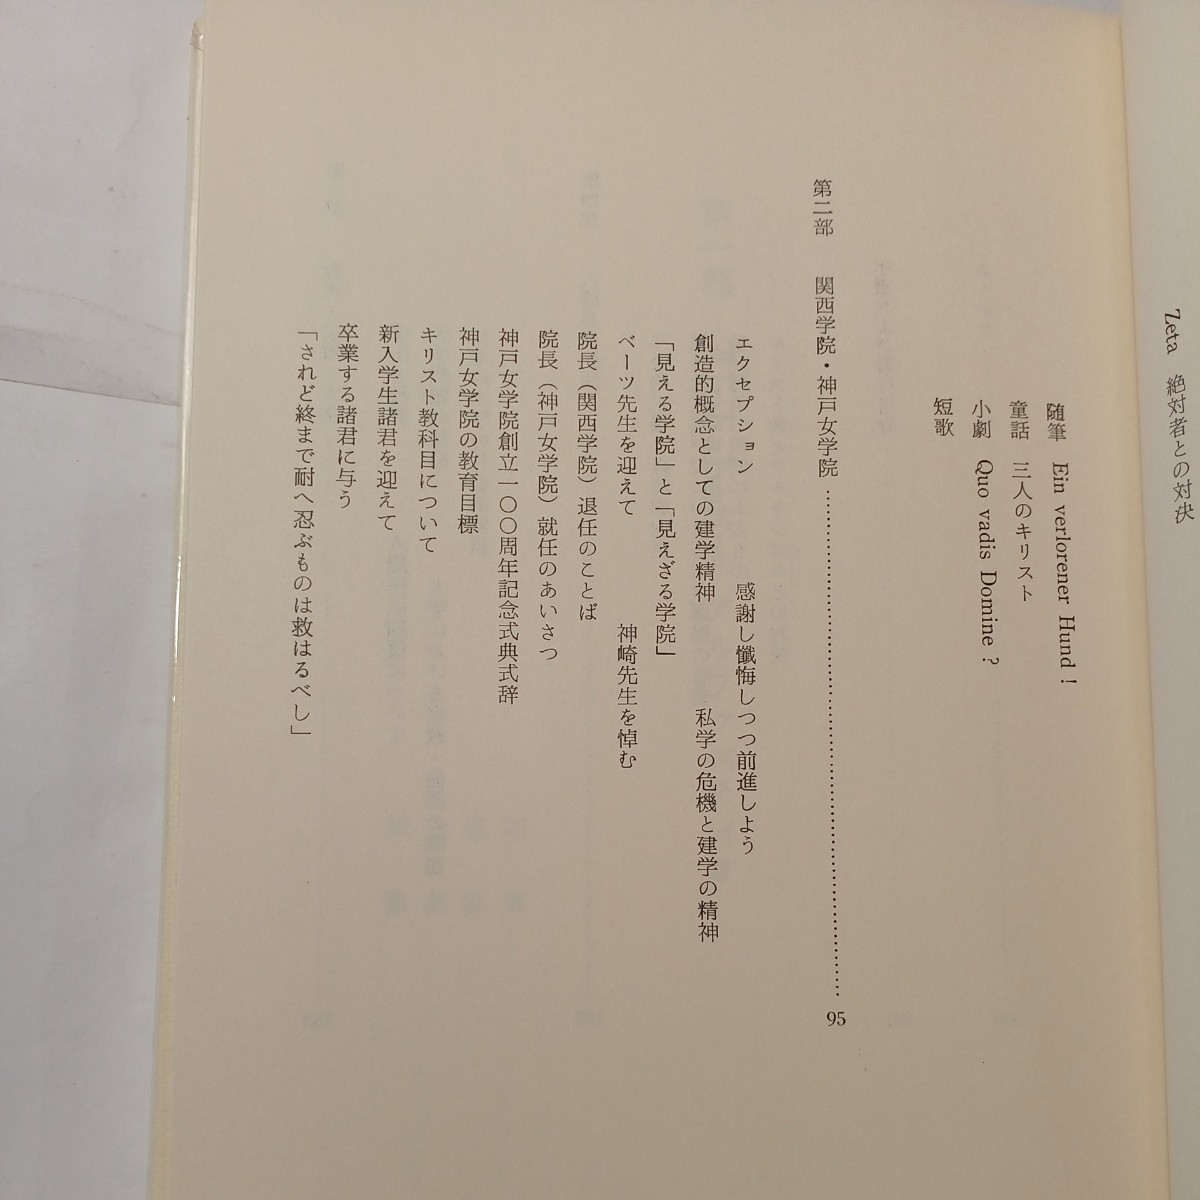 Zeta　絶対者との対決
随筆　Ein verlorener Hund !
童話　三人のキリスト
小劇　Quo vadis Domine ?
短歌
第二部　関西学院・神戸女学院 …………………………………… 95
エクセプション　感謝し懺悔しつつ前進しよう
創造的概念としての建学精神　私学の危機と建学の精神
「見える学院」と「見えざる学院」
ベーツ先生を迎えて　神崎先生を悼む
院長（関西学院）退任のことば
院長（神戸女学院）就任のあいさつ
神戸女学院創立一〇〇周年記念式典式辞
神戸女学院の教育目標
キリスト教科目について
新入学生諸君を迎えて
卒業する諸君に与う
「されど終まで耐へ忍ぶものは救はるべし」